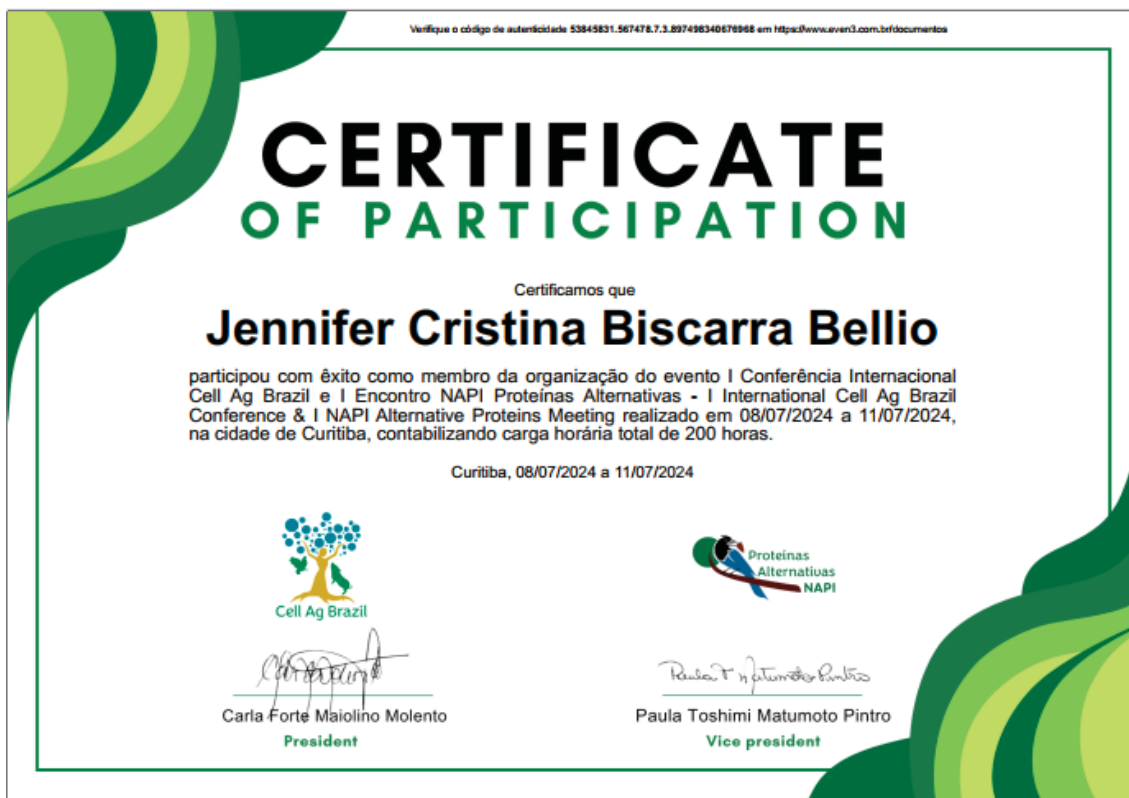 Verifique o código de autenticidade 53845831.567478.7.3.897498340676968 em https://www.even3.com.br/documentos
CERTIFICATE
OF PARTICIPATION
Certificamos que
Jennifer Cristina Biscarra Bellio
participou com êxito como membro da organização do evento I Conferência Internacional
Cell Ag Brazil e I Encontro NAPI Proteínas Alternativas - I International Cell Ag Brazil
Conference & I NAPI Alternative Proteins Meeting realizado em 08/07/2024 a 11/07/2024,
na cidade de Curitiba, contabilizando carga horária total de 200 horas.
Curitiba, 08/07/2024 a 11/07/2024
Cell Ag Brazil
Proteínas
Alternativas
NAPI
Paula T Matumoto Pintro
Carla Forte Maiolino Molento
President
Paula Toshimi Matumoto Pintro
Vice president